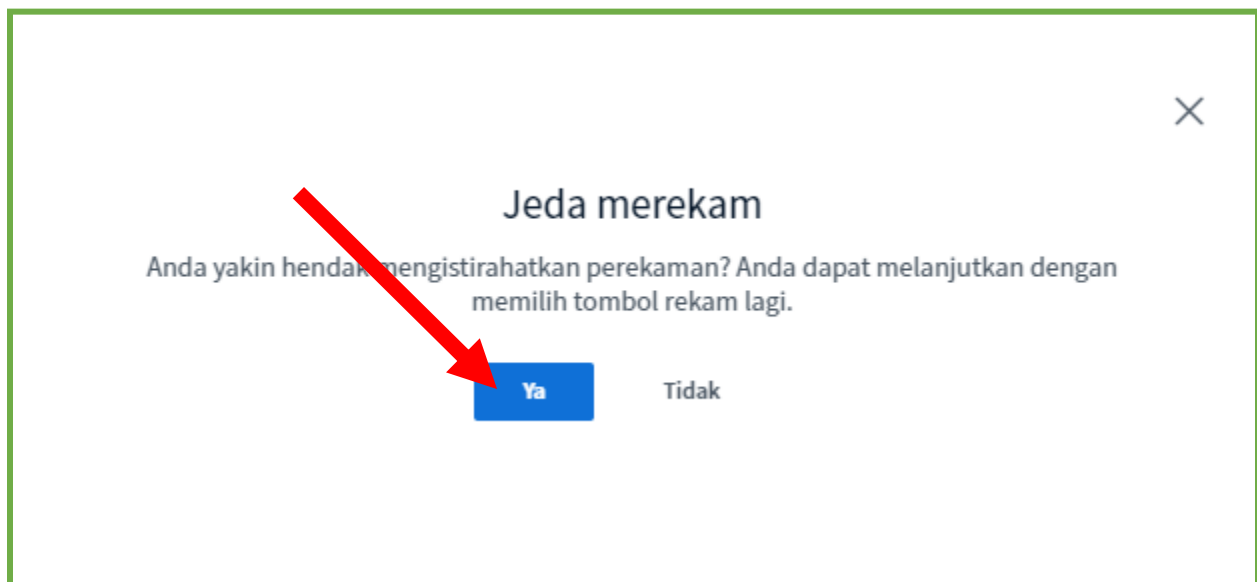 Jeda merekam
Anda yakin hendak mengistirahatkan perekaman? Anda dapat melanjutkan dengan
memilih tombol rekam lagi.
Ya
Tidak